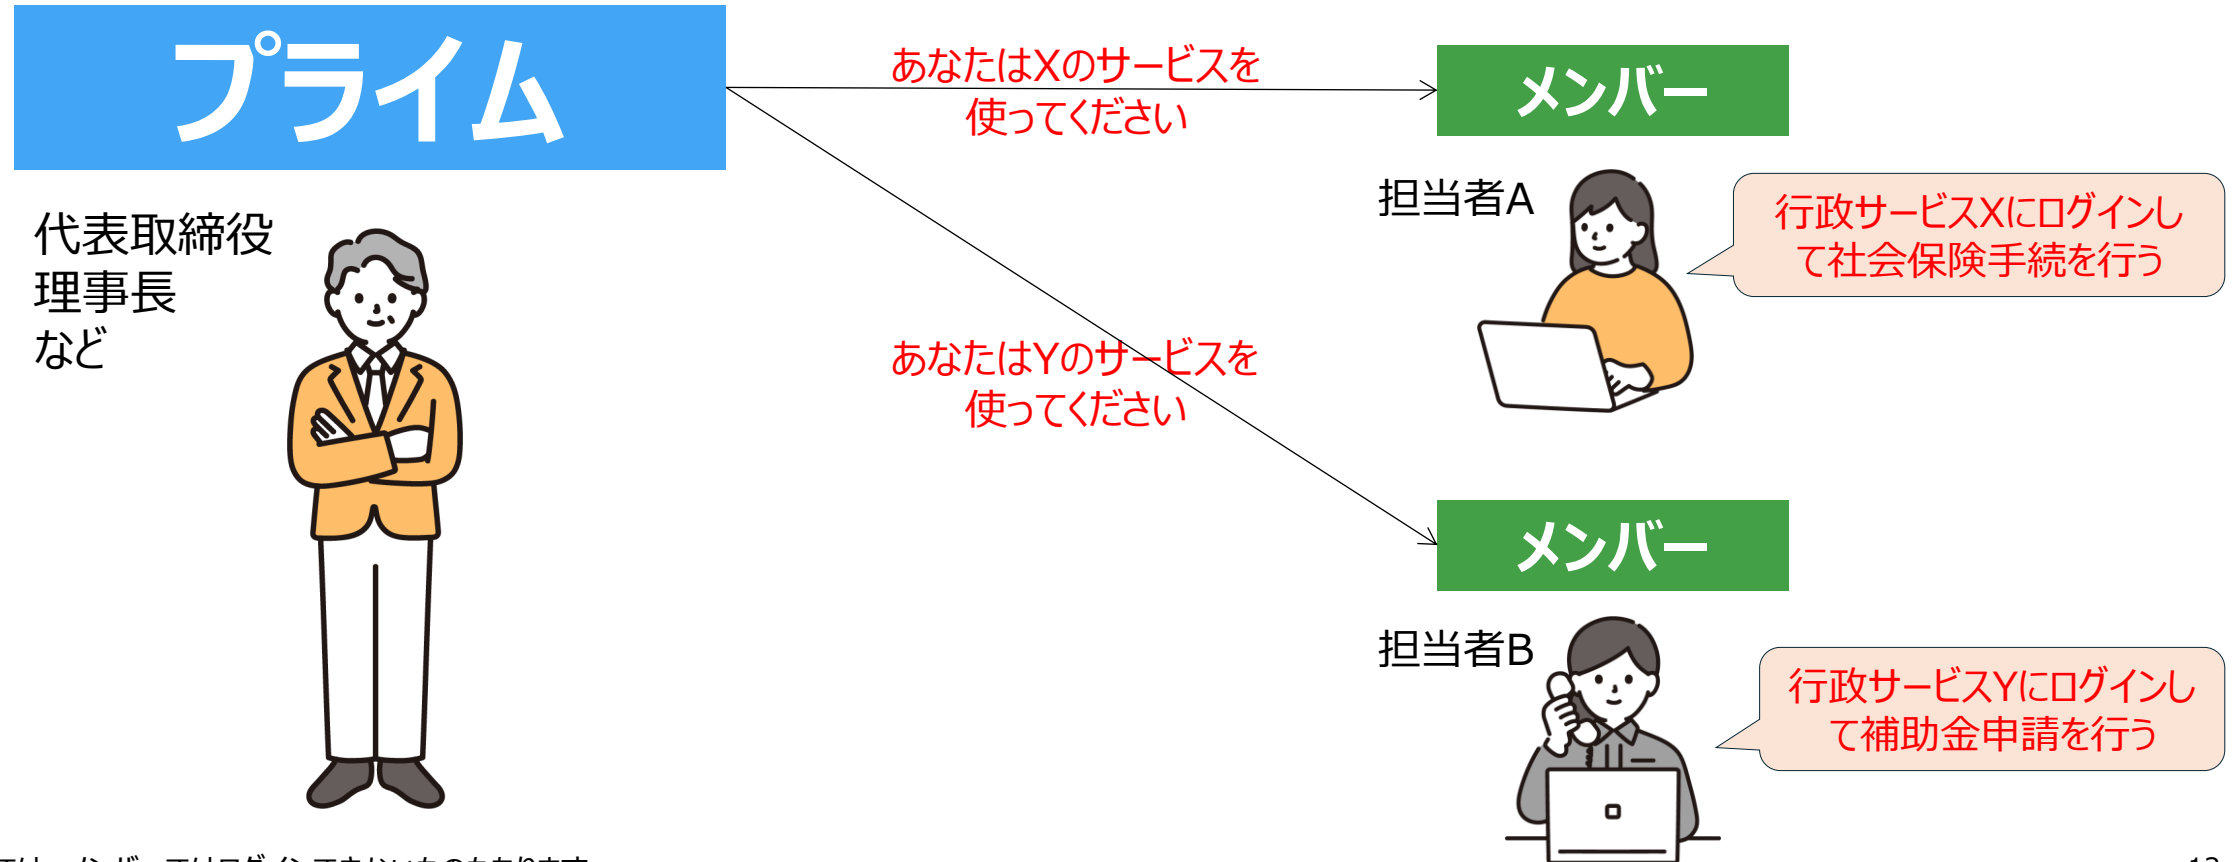 プライム
代表取締役
理事長
など
あなたはXのサービスを
使ってください
あなたはYのサービスを
使ってください
メンバー
担当者A
行政サービスXにログインし
て社会保険手続を行う
メンバー
担当者B
行政サービスYにログインし
て補助金申請を行う